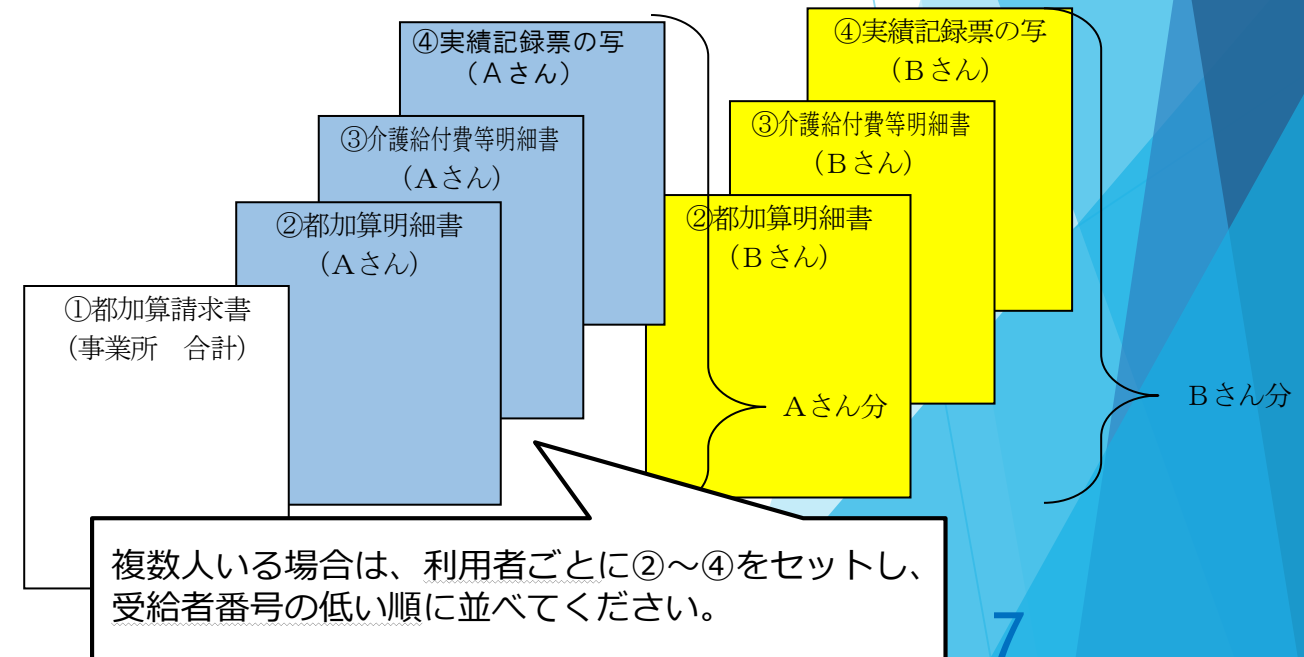 ①都加算請求書
（事業所　合計）
②都加算明細書
（Aさん）
③介護給付費等明細書
（Aさん）
④実績記録票の写
（Aさん）
Aさん分
②都加算明細書
（Bさん）
③介護給付費等明細書
（Bさん）
④実績記録票の写
（Bさん）
Bさん分
複数人いる場合は、利用者ごとに②～④をセットし、
受給者番号の低い順に並べてください。
7